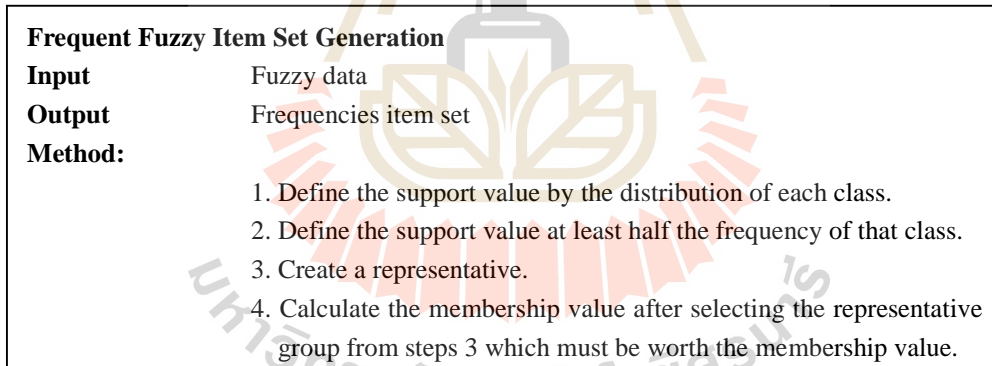 Frequent Fuzzy Item Set Generation
Input Fuzzy data
Output Frequencies item set
Method:
1. Define the support value by the distribution of each class.
2. Define the support value at least half the frequency of that class.
3. Create a representative.
4. Calculate the membership value after selecting the representative
group from steps 3 which must be worth the membership value.